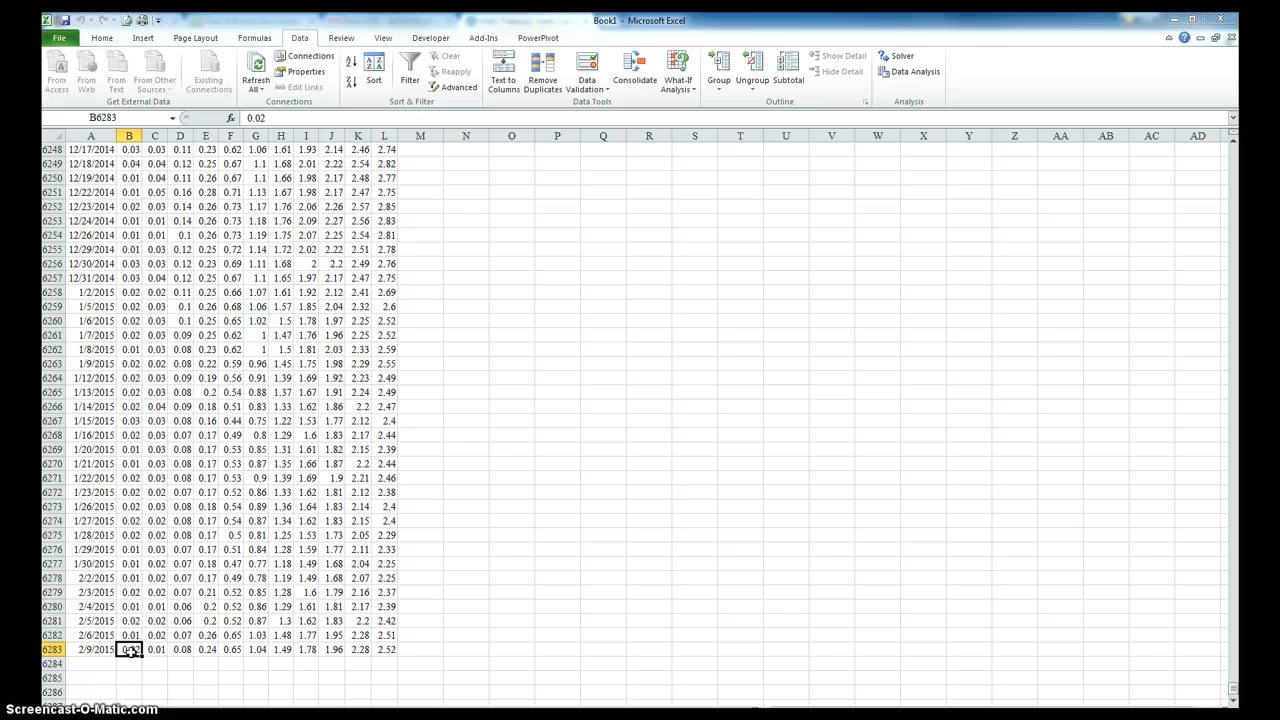 Book1 - Microsoft Excel
File Home Insert Page Layout Formulas Data Review View Developer Add-Ins PowerPivot
From Access From Web From Text From Other Sources Existing Connections Refresh All Connections Properties Edit Links Sort Filter Clear Reapply Advanced Text to Columns Remove Duplicates Data Validation Consolidate What-If Analysis Group Ungroup Subtotal Show Detail Hide Detail Solver Data Analysis
Get External Data Connections Sort & Filter Data Tools Outline Analysis
B6283 fx 0.02
A B C D E F G H I J K L M N O P Q R S T U V W X Y Z AA AB AC AD
6248 12/17/2014 0.03 0.03 0.11 0.23 0.62 1.06 1.61 1.93 2.14 2.46 2.74
6249 12/18/2014 0.04 0.04 0.12 0.26 0.67 1.1 1.68 2.01 2.22 2.54 2.82
6250 12/19/2014 0.01 0.04 0.11 0.26 0.67 1.1 1.66 1.98 2.17 2.48 2.77
6251 12/22/2014 0.01 0.05 0.16 0.28 0.71 1.13 1.67 1.98 2.17 2.47 2.75
6252 12/23/2014 0.02 0.03 0.14 0.26 0.73 1.17 1.76 2.06 2.26 2.57 2.85
6253 12/24/2014 0.01 0.01 0.14 0.26 0.73 1.18 1.76 2.09 2.27 2.56 2.83
6254 12/26/2014 0.01 0.01 0.1 0.26 0.73 1.19 1.75 2.07 2.25 2.54 2.81
6255 12/29/2014 0.01 0.03 0.12 0.25 0.72 1.14 1.72 2.02 2.22 2.51 2.78
6256 12/30/2014 0.03 0.03 0.12 0.23 0.69 1.11 1.68 2 2.2 2.49 2.76
6257 12/31/2014 0.03 0.04 0.12 0.25 0.67 1.1 1.65 1.97 2.17 2.47 2.75
6258 1/2/2015 0.02 0.02 0.11 0.25 0.66 1.07 1.61 1.92 2.12 2.41 2.69
6259 1/5/2015 0.02 0.03 0.1 0.26 0.68 1.06 1.57 1.85 2.04 2.32 2.6
6260 1/6/2015 0.02 0.03 0.1 0.25 0.65 1.02 1.5 1.78 1.97 2.25 2.52
6261 1/7/2015 0.02 0.03 0.09 0.25 0.62 1 1.47 1.76 1.96 2.25 2.52
6262 1/8/2015 0.01 0.03 0.08 0.23 0.62 1 1.5 1.81 2.03 2.33 2.59
6263 1/9/2015 0.02 0.02 0.08 0.22 0.59 0.96 1.45 1.75 1.98 2.29 2.55
6264 1/12/2015 0.02 0.03 0.09 0.19 0.56 0.91 1.39 1.69 1.92 2.23 2.49
6265 1/13/2015 0.02 0.03 0.08 0.2 0.54 0.88 1.37 1.67 1.91 2.24 2.49
6266 1/14/2015 0.02 0.04 0.09 0.18 0.51 0.83 1.33 1.62 1.86 2.2 2.47
6267 1/15/2015 0.03 0.03 0.08 0.16 0.44 0.75 1.22 1.53 1.77 2.12 2.4
6268 1/16/2015 0.02 0.03 0.07 0.17 0.49 0.8 1.29 1.6 1.83 2.17 2.44
6269 1/20/2015 0.01 0.03 0.08 0.17 0.53 0.85 1.31 1.61 1.82 2.15 2.39
6270 1/21/2015 0.01 0.03 0.08 0.17 0.53 0.87 1.35 1.66 1.87 2.2 2.44
6271 1/22/2015 0.02 0.03 0.08 0.17 0.53 0.9 1.39 1.69 1.9 2.21 2.46
6272 1/23/2015 0.02 0.02 0.07 0.17 0.52 0.86 1.33 1.62 1.81 2.12 2.38
6273 1/26/2015 0.02 0.03 0.08 0.18 0.54 0.89 1.36 1.64 1.83 2.14 2.4
6274 1/27/2015 0.02 0.02 0.08 0.17 0.54 0.87 1.34 1.62 1.83 2.15 2.4
6275 1/28/2015 0.02 0.02 0.08 0.17 0.5 0.81 1.25 1.53 1.73 2.05 2.29
6276 1/29/2015 0.01 0.03 0.07 0.17 0.51 0.84 1.28 1.59 1.77 2.11 2.33
6277 1/30/2015 0.01 0.02 0.07 0.18 0.47 0.77 1.18 1.49 1.68 2.04 2.25
6278 2/2/2015 0.01 0.02 0.07 0.17 0.49 0.78 1.19 1.49 1.68 2.07 2.25
6279 2/3/2015 0.02 0.02 0.07 0.21 0.52 0.85 1.28 1.6 1.79 2.16 2.37
6280 2/4/2015 0.01 0.01 0.06 0.2 0.52 0.86 1.29 1.61 1.81 2.17 2.39
6281 2/5/2015 0.02 0.02 0.06 0.2 0.52 0.87 1.3 1.62 1.83 2.2 2.42
6282 2/6/2015 0.01 0.02 0.07 0.26 0.65 1.03 1.48 1.77 1.95 2.28 2.51
6283 2/9/2015 0.02 0.01 0.08 0.24 0.65 1.04 1.49 1.78 1.96 2.28 2.52
6284
6285
6286
Screencast-O-Matic.com